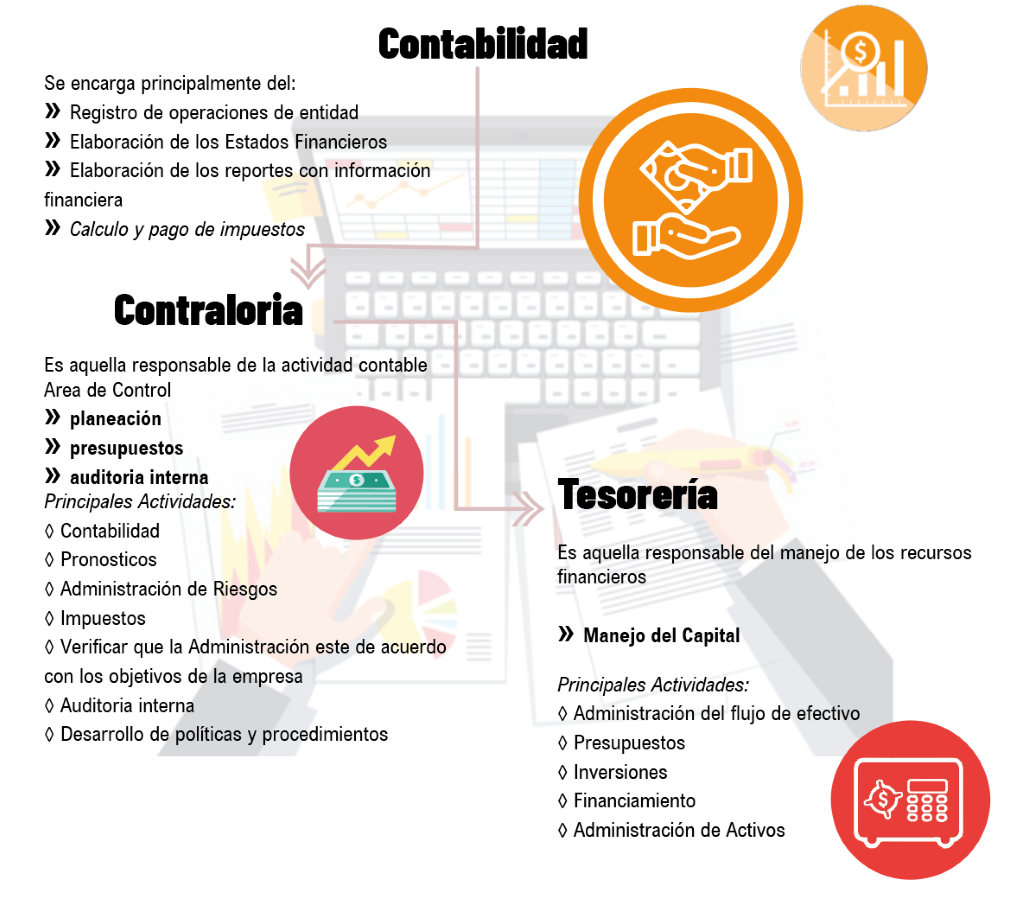 Contabilidad
Se encarga principalmente del:
» Registro de operaciones de entidad
» Elaboración de los Estados Financieros
» Elaboración de los reportes con información
financiera
» Calculo y pago de impuestos
Contraloria
Es aquella responsable de la actividad contable
Area de Control
» planeación
» presupuestos
» auditoria interna
Principales Actividades:
◊ Contabilidad
◊ Pronosticos
◊ Administración de Riesgos
◊ Impuestos
◊ Verificar que la Administración este de acuerdo
con los objetivos de la empresa
◊ Auditoria interna
◊ Desarrollo de políticas y procedimientos
Tesorería
Es aquella responsable del manejo de los recursos
financieros
» Manejo del Capital
Principales Actividades:
◊ Administración del flujo de efectivo
◊ Presupuestos
◊ Inversiones
◊ Financiamiento
◊ Administración de Activos